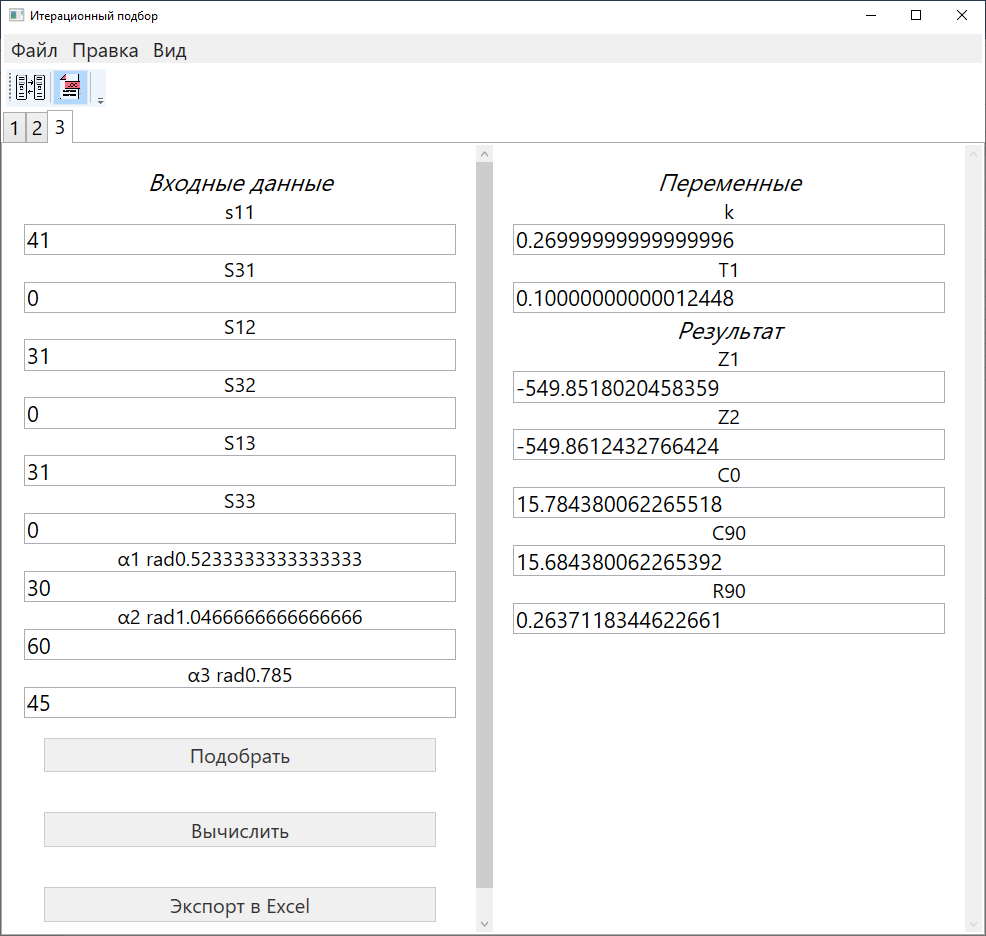 Итерационный подбор
Файл Правка Вид
1 2 3
Входные данные
s11
41
S31
0
S12
31
S32
0
S13
31
S33
0
α1 rad0.5233333333333333
30
α2 rad1.0466666666666666
60
α3 rad0.785
45
Подобрать
Вычислить
Экспорт в Excel
Переменные
k
0.26999999999999996
T1
0.10000000000012448
Результат
Z1
-549.8518020458359
Z2
-549.8612432766424
C0
15.784380062265518
C90
15.684380062265392
R90
0.2637118344622661